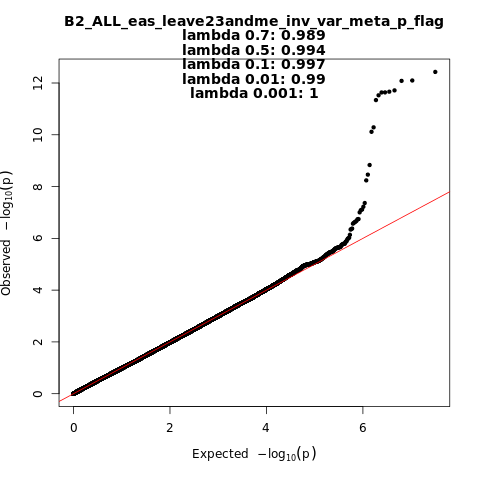 B2_ALL_eas_leave23andme_inv_var_meta_p_flag
lambda 0.7: 0.989
lambda 0.5: 0.994
lambda 0.1: 0.997
lambda 0.01: 0.99
lambda 0.001: 1
12
10
8
6
4
2
0
Observed −log10(p)
0 2 4 6
Expected −log10(p)